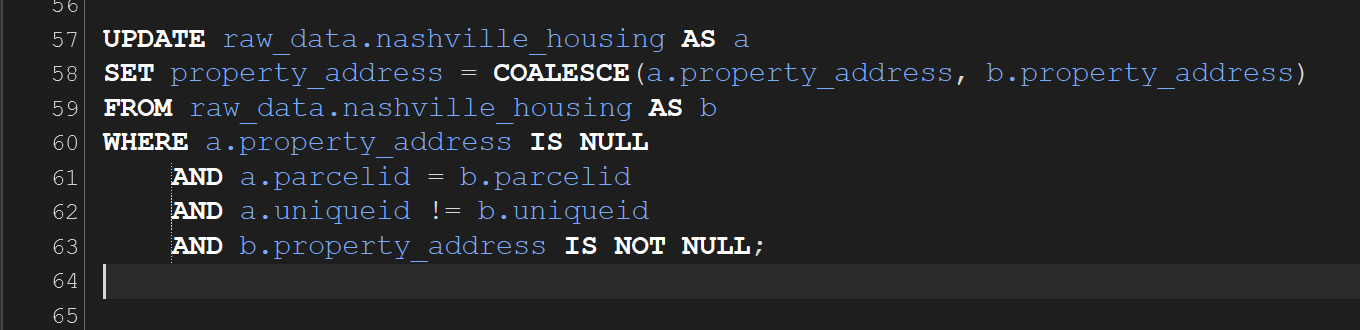 56
57 UPDATE raw_data.nashville_housing AS a
58 SET property_address = COALESCE(a.property_address, b.property_address)
59 FROM raw_data.nashville_housing AS b
60 WHERE a.property_address IS NULL
61     AND a.parcelid = b.parcelid
62     AND a.uniqueid != b.uniqueid
63     AND b.property_address IS NOT NULL;
64
65